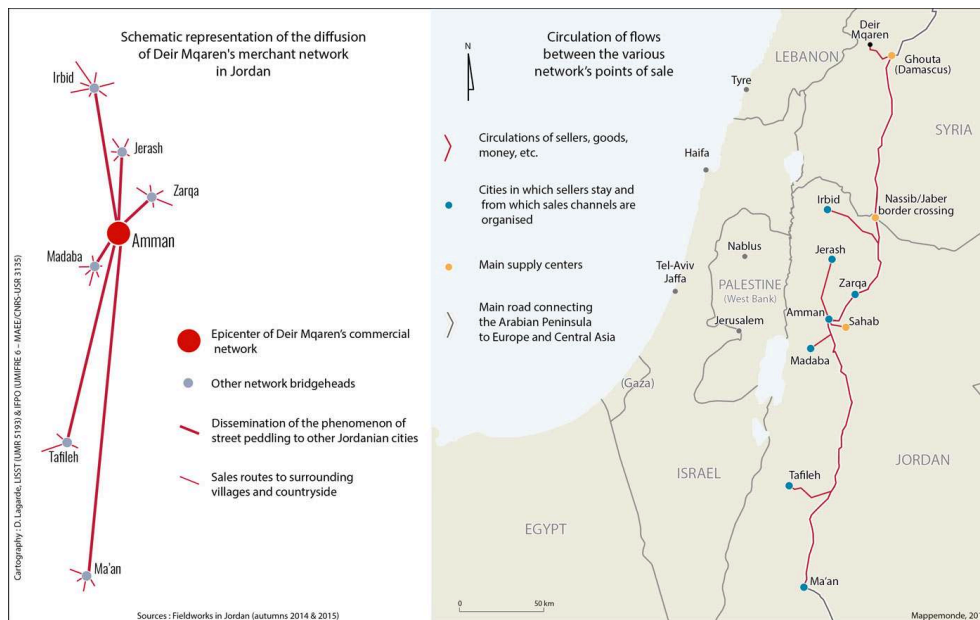 Schematic representation of the diffusion
of Deir Mqaren's merchant network
in Jordan
Irbid
Jerash
Zarqa
Amman
Madaba
Tafileh
Ma'an
Epicenter of Deir Mqaren's commercial
network
Other network bridgeheads
Dissemination of the phenomenon of
street peddling to other Jordanian cities
Sales routes to surrounding
villages and countryside
Cartography : D. Lagarde, LISST (UMR 5193) & IFPO (UMIFRE 6 – MAEE/CNRS-USR 3135)
Sources : Fieldworks in Jordan (autumns 2014 & 2015)
Circulation of flows
between the various
network's points of sale
N
Circulations of sellers, goods,
money, etc.
Cities in which sellers stay and
from which sales channels are
organised
Main supply centers
Main road connecting
the Arabian Peninsula
to Europe and Central Asia
0
50 km
Deir
Mqaren
LEBANON
Ghouta
(Damascus)
Tyre
SYRIA
Haifa
Nassib/Jaber
border crossing
Irbid
Jerash
Nablus
Tel-Aviv
Jaffa
PALESTINE
(West Bank)
Zarqa
Amman
Sahab
Jerusalem
Madaba
(Gaza)
ISRAEL
Tafileh
JORDAN
EGYPT
Ma'an
Mappemonde,